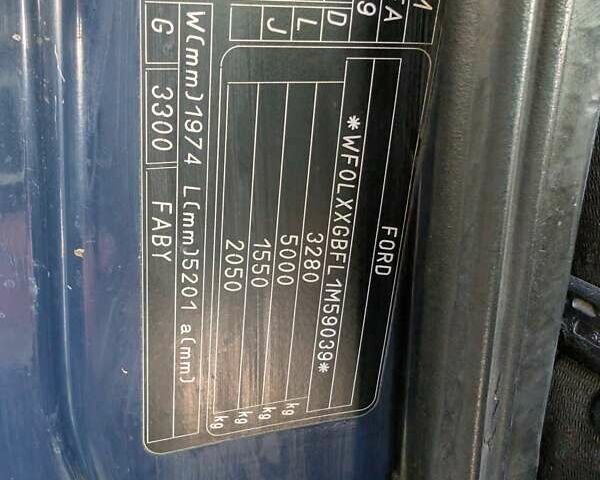 FORD
*WF0LXXGBFL1M59039*
3280 kg
5000 kg
1550 kg
2050 kg
W(mm)1974 L(mm)5201 a(mm)
G 3300 FABY